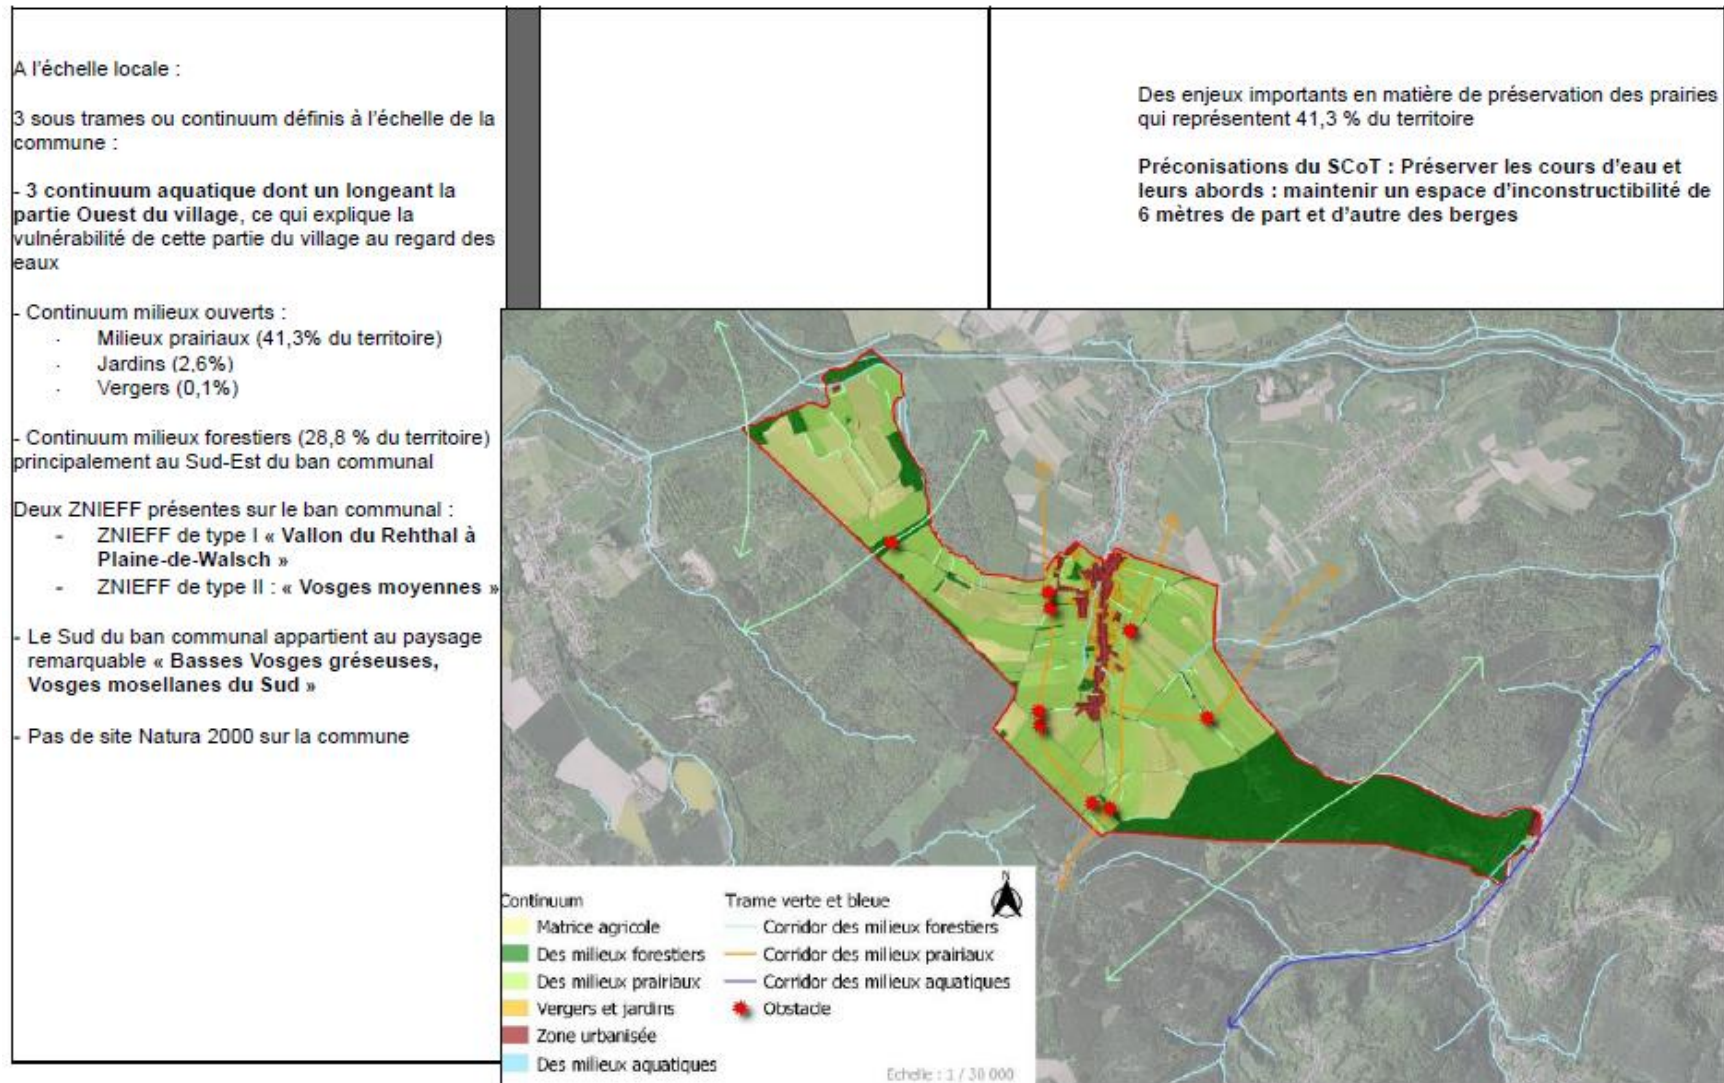 A l'échelle locale :
3 sous trames ou continuum définis à l'échelle de la
commune :
- 3 continuum aquatique dont un longeant la
partie Ouest du village, ce qui explique la
vulnérabilité de cette partie du village au regard des
eaux
- Continuum milieux ouverts :
· Milieux prairiaux (41,3% du territoire)
· Jardins (2,6%)
· Vergers (0,1%)
- Continuum milieux forestiers (28,8 % du territoire)
principalement au Sud-Est du ban communal
Deux ZNIEFF présentes sur le ban communal :
- ZNIEFF de type I « Vallon du Rehthal à
Plaine-de-Walsch »
- ZNIEFF de type II : « Vosges moyennes »
- Le Sud du ban communal appartient au paysage
remarquable « Basses Vosges gréseuses,
Vosges mosellanes du Sud »
- Pas de site Natura 2000 sur la commune
Des enjeux importants en matière de préservation des prairies
qui représentent 41,3 % du territoire
Préconisations du SCoT : Préserver les cours d'eau et
leurs abords : maintenir un espace d'inconstructibilité de
6 mètres de part et d'autre des berges
Continuum
Matrice agricole
Des milieux forestiers
Des milieux prairiaux
Vergers et jardins
Zone urbanisée
Des milieux aquatiques
Trame verte et bleue
Corridor des milieux forestiers
Corridor des milieux prairiaux
Corridor des milieux aquatiques
Obstacle
N
Echelle : 1 / 30 000